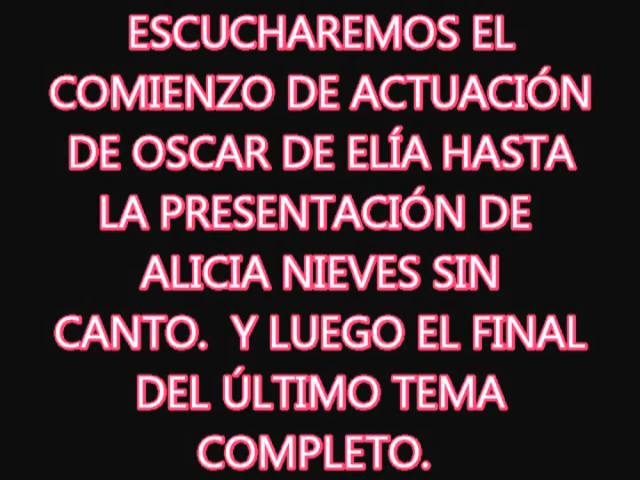 ESCUCHAREMOS EL
COMIENZO DE ACTUACIÓN
DE OSCAR DE ELÍA HASTA
LA PRESENTACIÓN DE
ALICIA NIEVES SIN
CANTO.  Y LUEGO EL FINAL
DEL ÚLTIMO TEMA
COMPLETO.